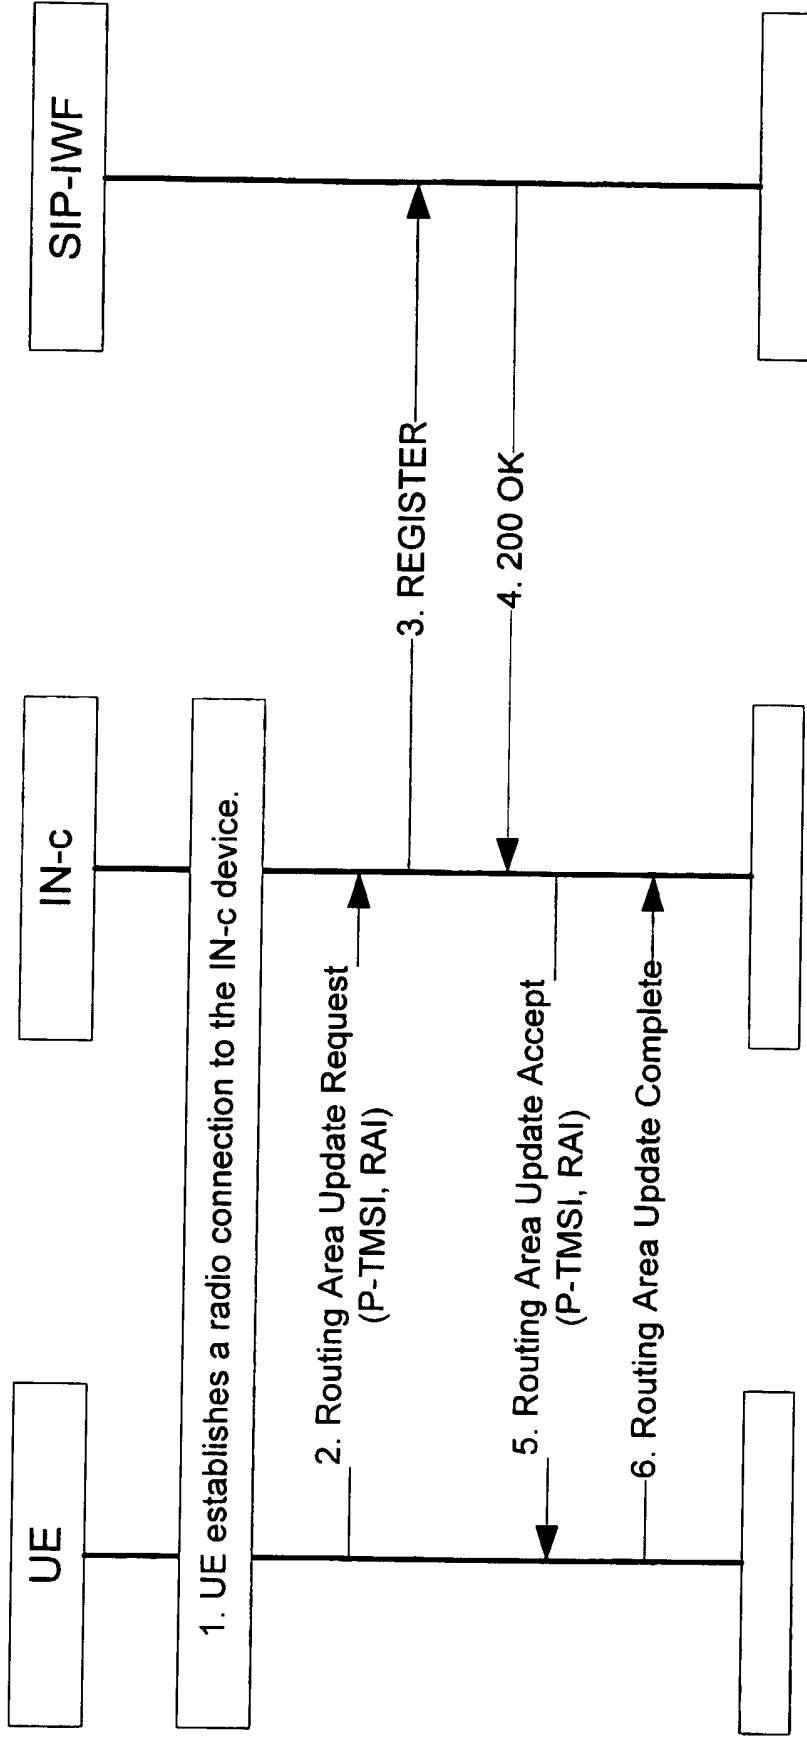 UE
IN-c
SIP-IWF
1. UE establishes a radio connection to the IN-c device.
2. Routing Area Update Request
(P-TMSI, RAI)
3. REGISTER
4. 200 OK
5. Routing Area Update Accept
(P-TMSI, RAI)
6. Routing Area Update Complete